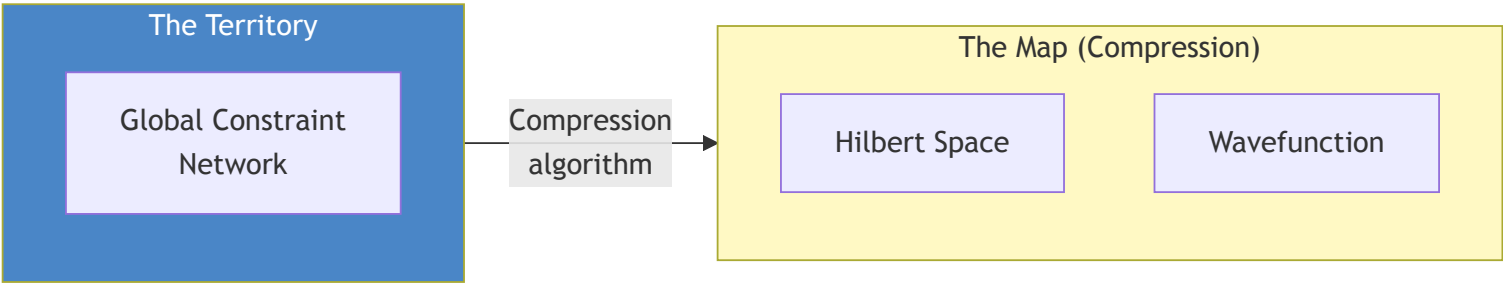 The Territory
Global Constraint
Network
Compression
algorithm
The Map (Compression)
Hilbert Space
Wavefunction